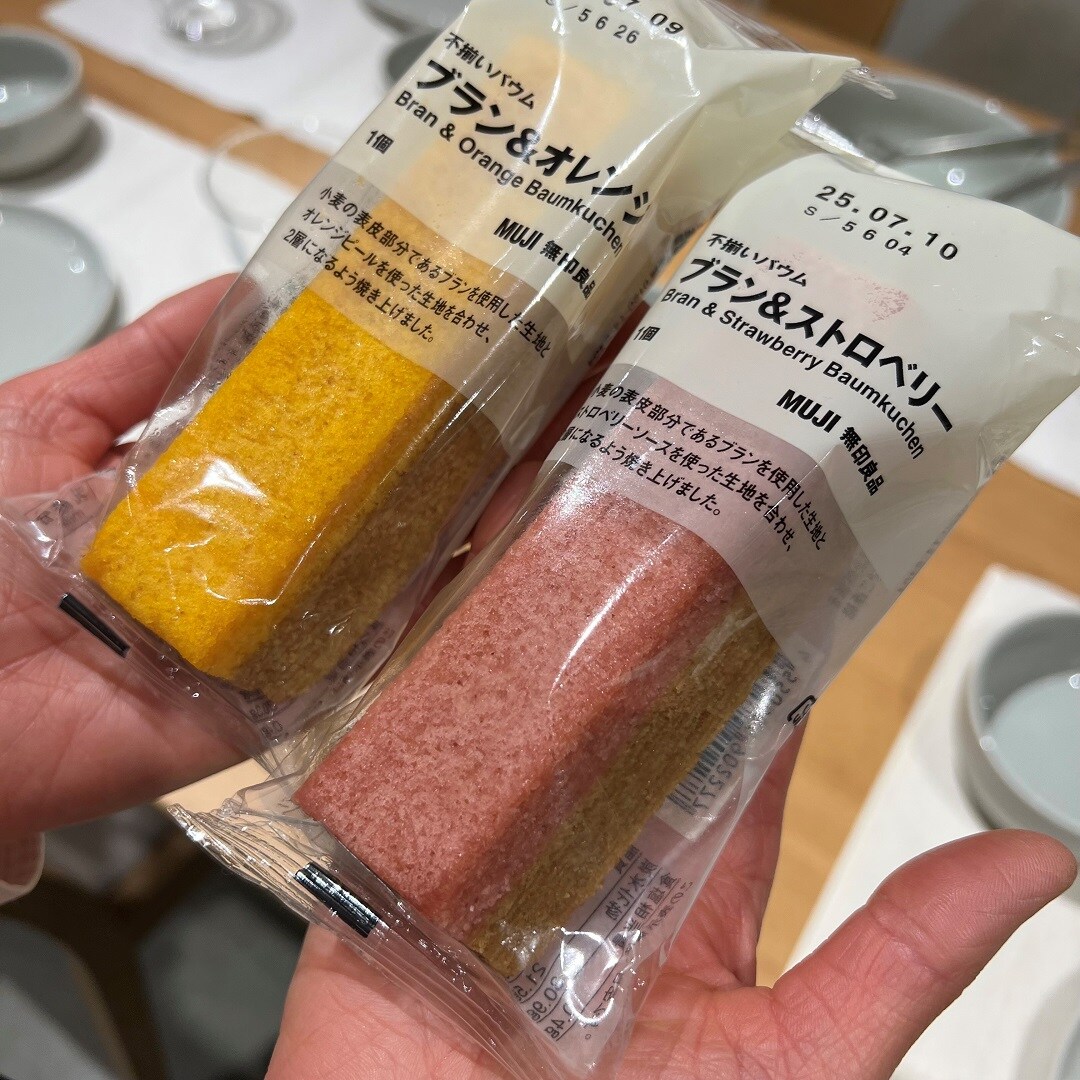 7.09
S/5626
不揃いバウム
ブラン&オレンジ
Bran & Orange Baumkuchen
1個
MUJI 無印良品
小麦の表皮部分であるブランを使用した生地と
オレンジピールを使った生地を合わせ、
2層になるよう焼き上げました。
25.07.10
S/5604
不揃いバウム
ブラン&ストロベリー
Bran & Strawberry Baumkuchen
1個
MUJI 無印良品
小麦の表皮部分であるブランを使用した生地と
ストロベリーソースを使った生地を合わせ、
2層になるよう焼き上げました。